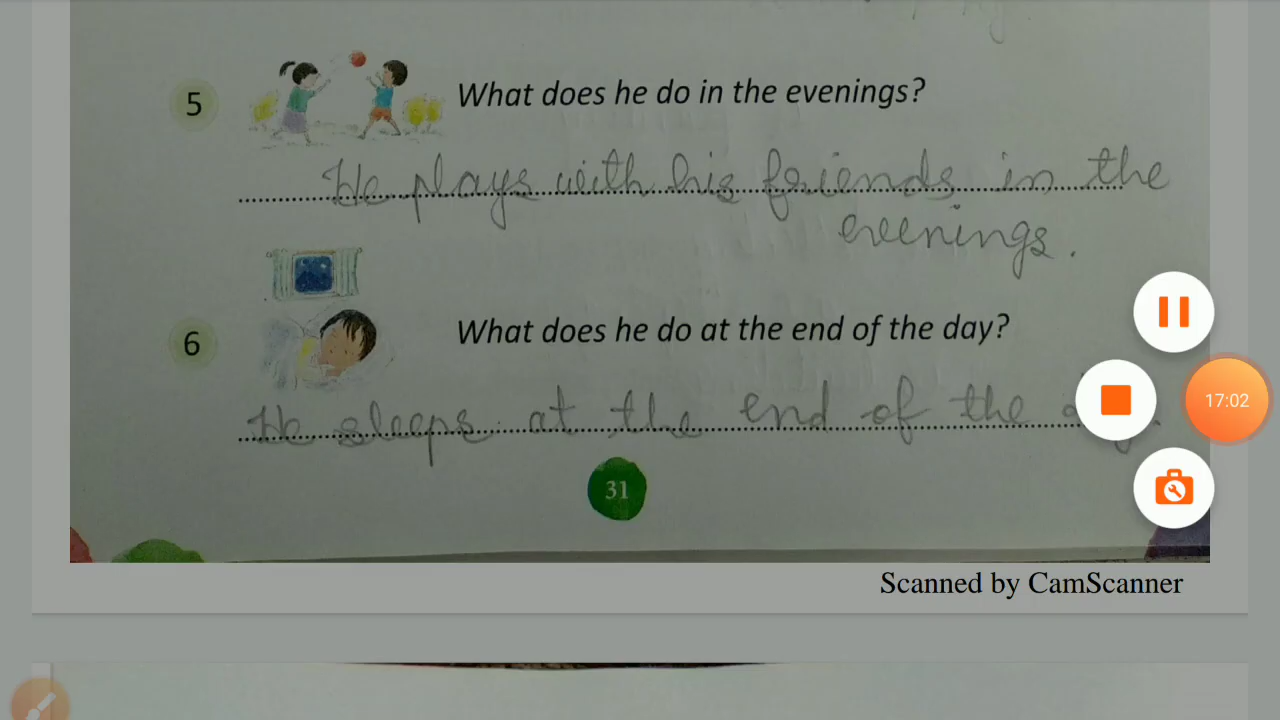 5 What does he do in the evenings?
He plays with his friends in the
evenings.
6 What does he do at the end of the day?
He sleeps at the end of the
31
17:02
Scanned by CamScanner